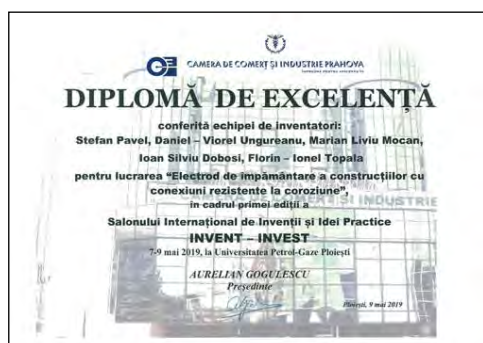 CAMERA DE COMERȚ ȘI INDUSTRIE PRAHOVA
DIPLOMĂ DE EXCELENȚĂ
conferită echipei de inventatori:
Stefan Pavel, Daniel – Viorel Ungureanu, Marian Liviu Mocan,
Ioan Silviu Dobosi, Florin – Ionel Topala
pentru lucrarea "Electrod de împământare a construcțiilor cu
conexiuni rezistente la coroziune",
în cadrul primei ediții a
Salonului Internațional de Invenții și Idei Practice
INVENT – INVEST
7-9 mai 2019, la Universitatea Petrol-Gaze Ploiești
AURELIAN GOGULESCU
Președinte
Ploiești, 9 mai 2019